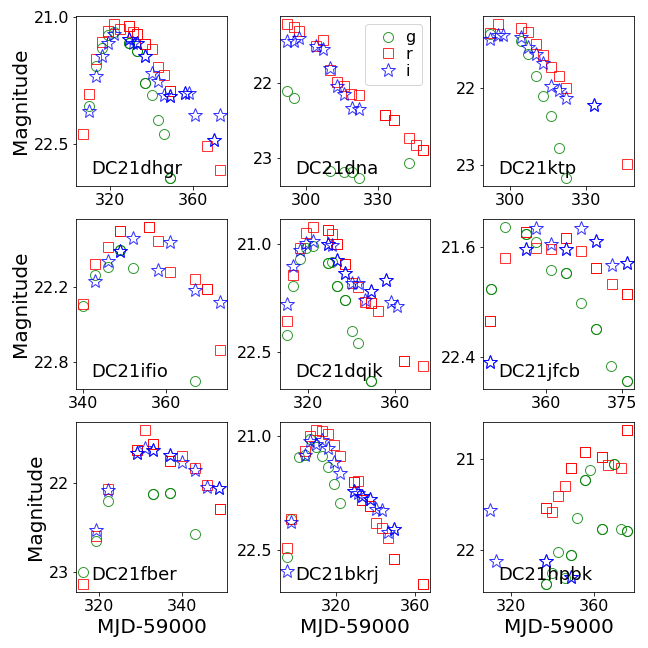 21.0
22.5
Magnitude
320
360
DC21dhgr
22
23
300
330
DC21dna
g
r
i
22
23
300
330
DC21ktp
22.2
22.8
Magnitude
340
360
DC21ifio
21.0
22.5
320
360
DC21dqik
21.6
22.4
360
375
DC21jfcb
22
23
Magnitude
320
340
DC21fber
MJD-59000
21.0
22.5
320
360
DC21bkrj
MJD-59000
21
22
320
360
MJD-59000